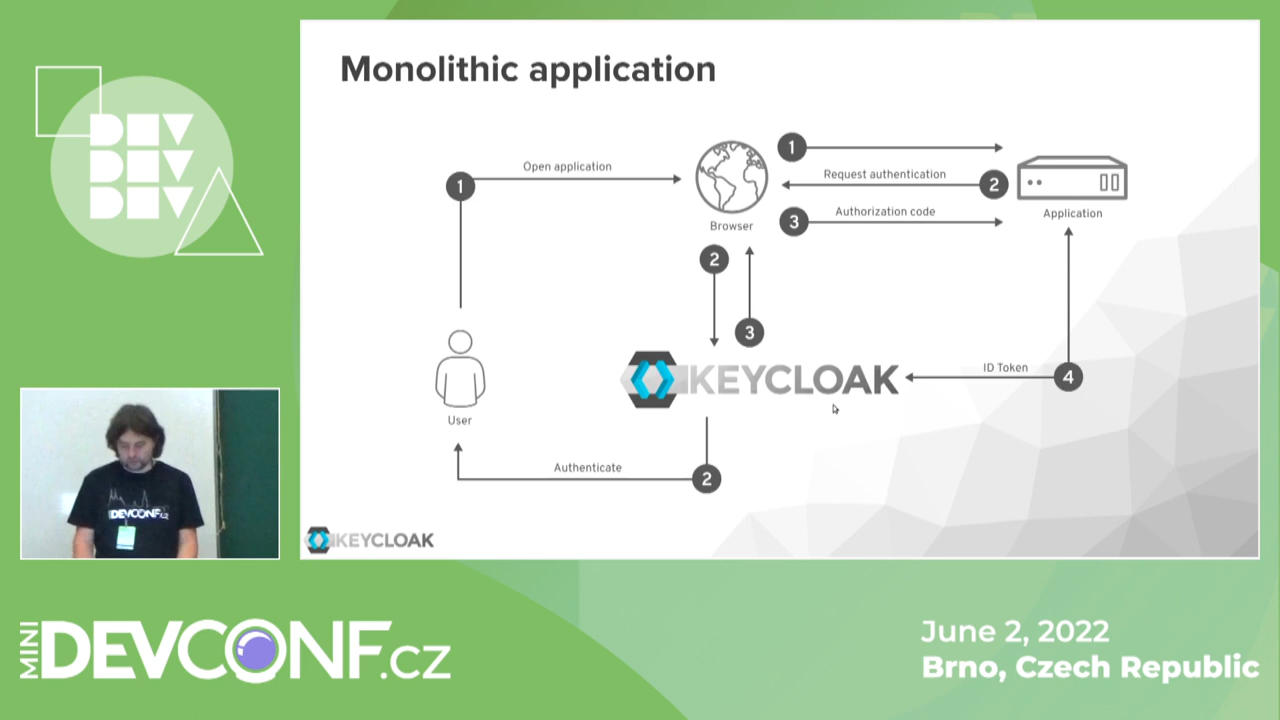 DEV
DEV
DEV
Monolithic application
1
Open application
1
Request authentication
2
3
Authorization code
Browser
Application
2
3
KEYCLOAK
ID Token
4
User
Authenticate
2
KEYCLOAK
DEVCONF.CZ
MINI
DEVCONF.CZ
June 2, 2022
Brno, Czech Republic